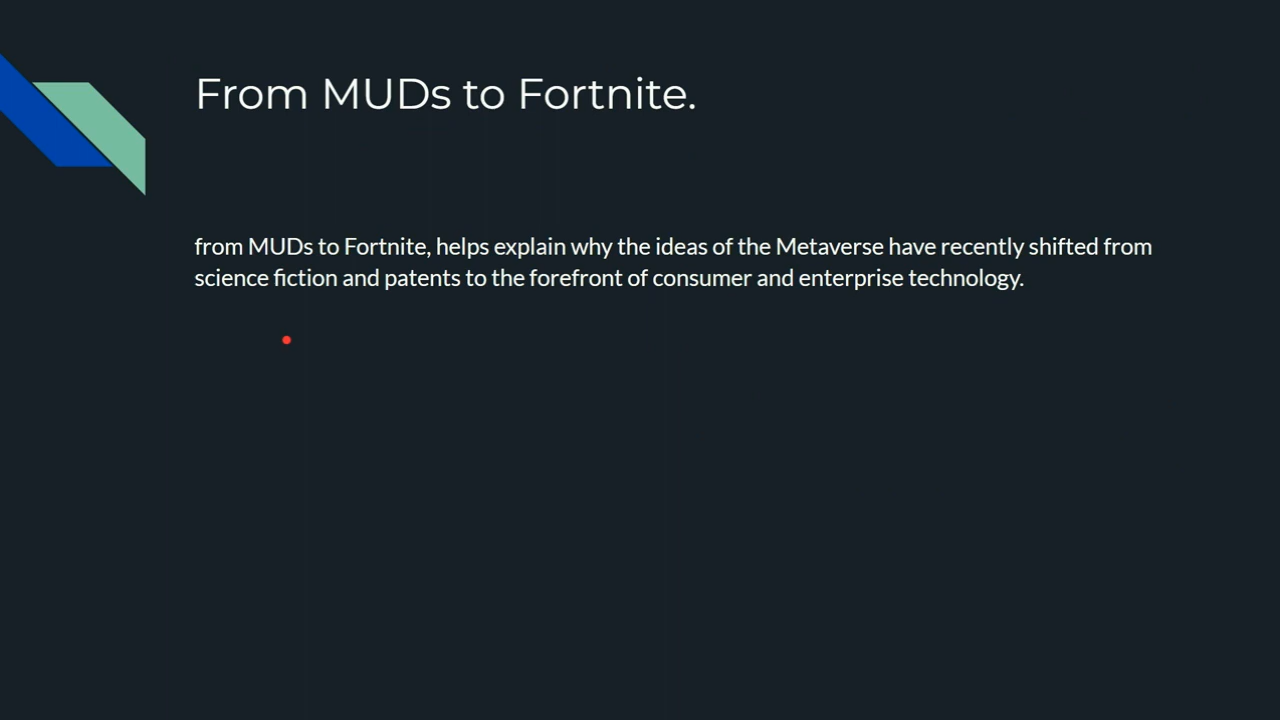 From MUDs to Fortnite.
from MUDs to Fortnite, helps explain why the ideas of the Metaverse have recently shifted from
science fiction and patents to the forefront of consumer and enterprise technology.